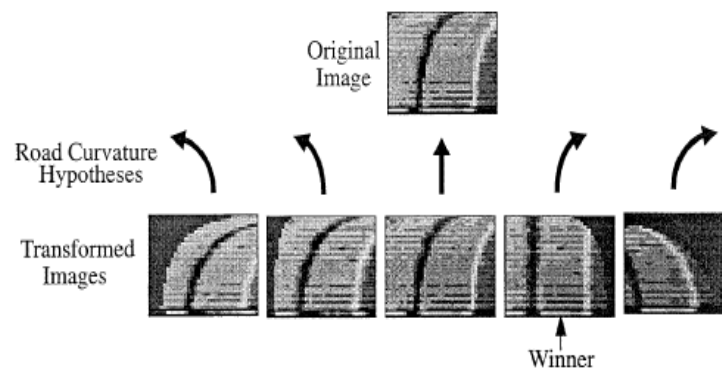 Original
Image
Road Curvature
Hypotheses
Transformed
Images
Winner